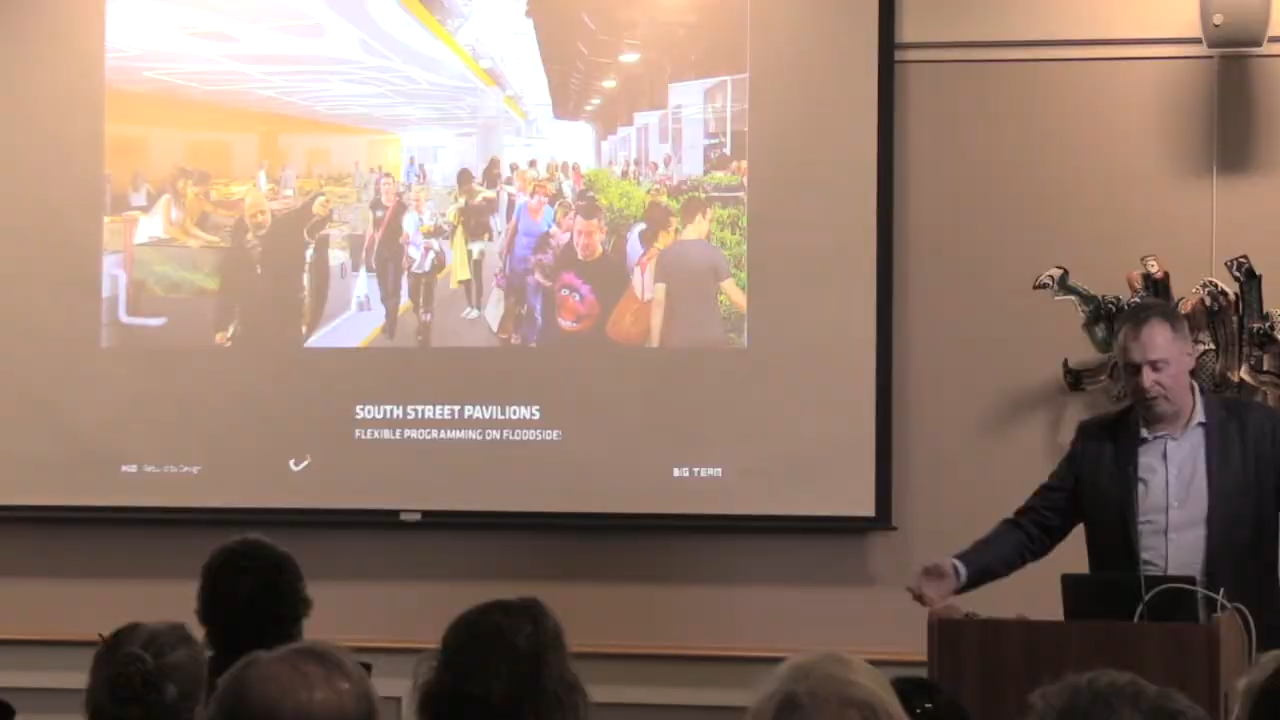 SOUTH STREET PAVILIONS
FLEXIBLE PROGRAMMING ON FLOODSIDE!
BIG TEAM